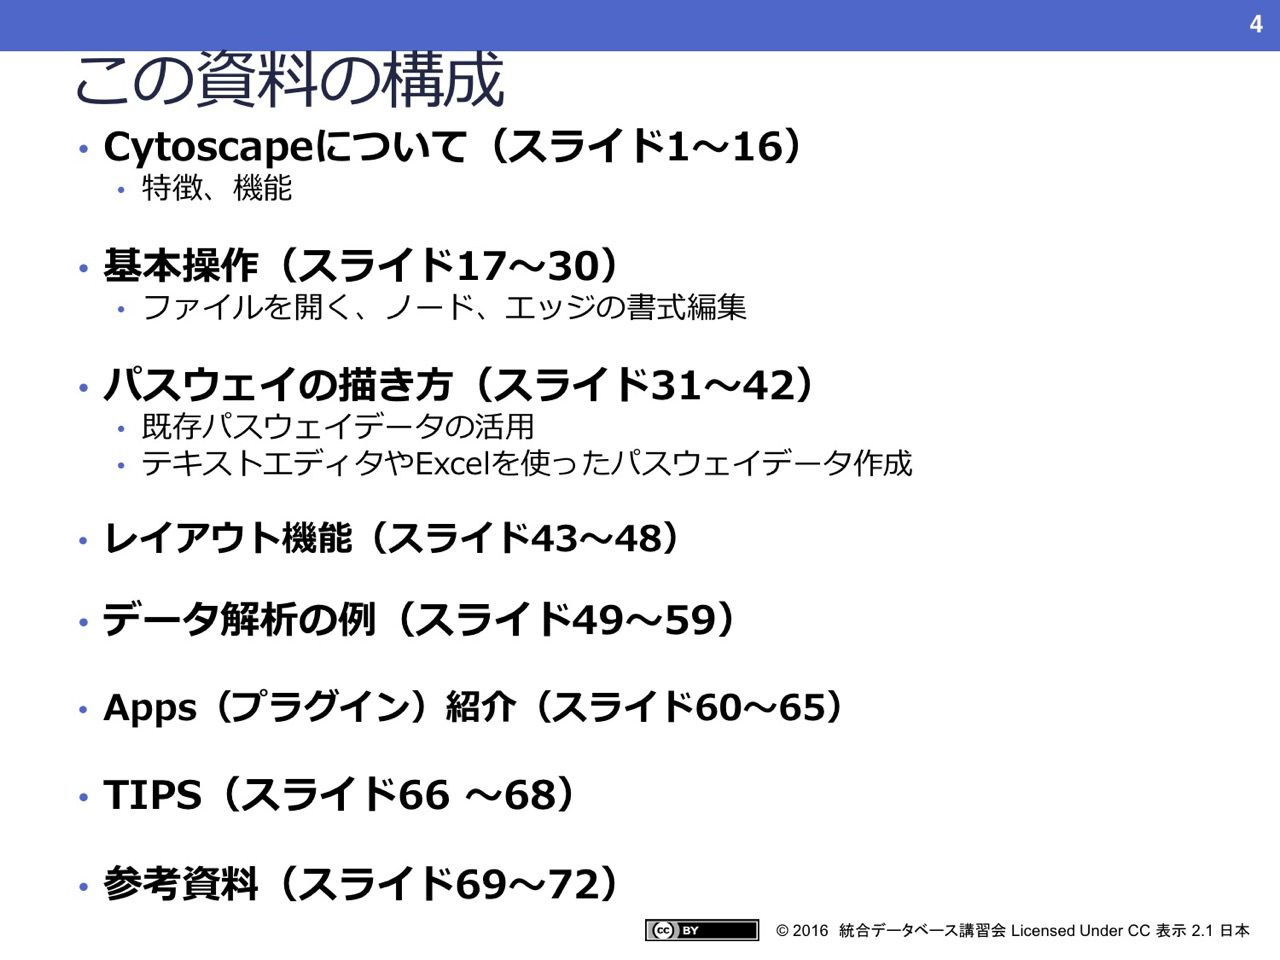 4
この資料の構成
• Cytoscapeについて（スライド1～16）
• 特徴、機能
• 基本操作（スライド17～30）
• ファイルを開く、ノード、エッジの書式編集
• パスウェイの描き方（スライド31～42）
• 既存パスウェイデータの活用
• テキストエディタやExcelを使ったパスウェイデータ作成
• レイアウト機能（スライド43～48）
• データ解析の例（スライド49～59）
• Apps（プラグイン）紹介（スライド60～65）
• TIPS（スライド66 ～68）
• 参考資料（スライド69～72）
cc BY © 2016 統合データベース講習会 Licensed Under CC 表示 2.1 日本